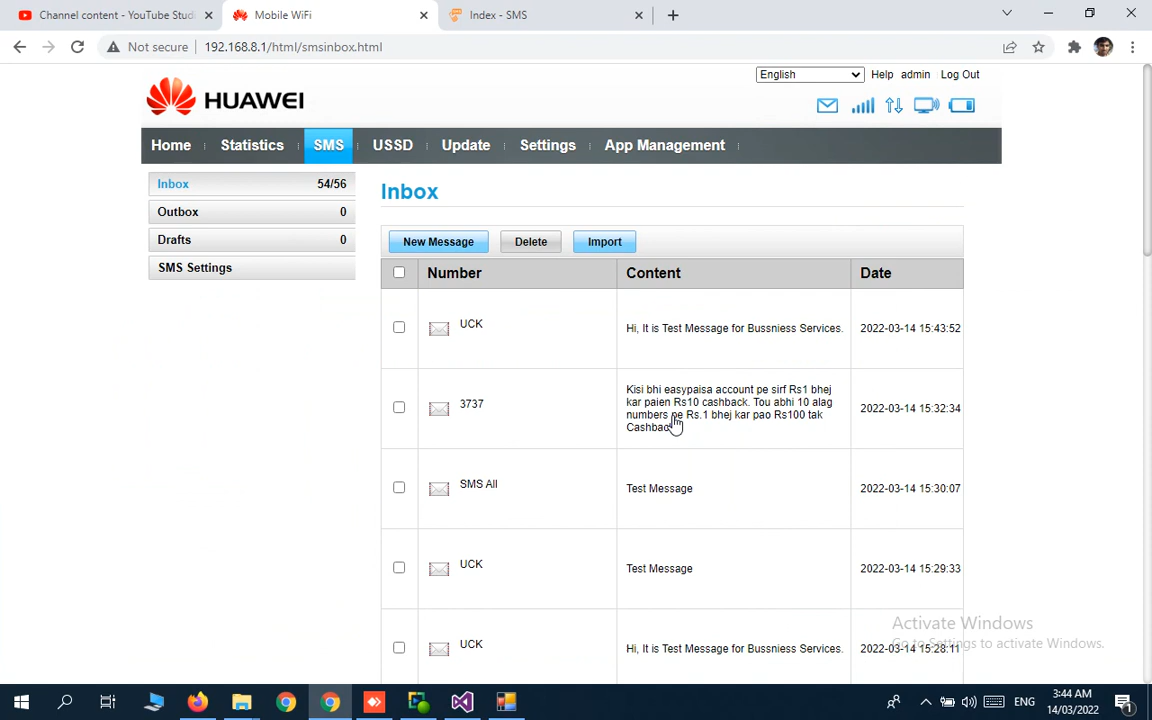 Channel content - YouTube Stud
Mobile WiFi
Index - SMS
Not secure 192.168.8.1/html/smsinbox.html
English Help admin Log Out
HUAWEI
Home Statistics SMS USSD Update Settings App Management
Inbox 54/56
Outbox 0
Drafts 0
SMS Settings
Inbox
New Message Delete Import
Number Content Date
UCK Hi, It is Test Message for Bussniess Services. 2022-03-14 15:43:52
3737 2022-03-14 15:32:34
Kisi bhi easypaisa account pe sirf Rs1 bhej
kar paien Rs10 cashback. Tou abhi 10 alag
numbers pe Rs.1 bhej kar pao Rs100 tak
Cashback
SMS All Test Message 2022-03-14 15:30:07
UCK Test Message 2022-03-14 15:29:33
UCK Hi, It is Test Message for Bussniess Services. 2022-03-14 15:28:11
Activate Windows
Go to Settings to activate Windows.
ENG 3:44 AM
14/03/2022
1